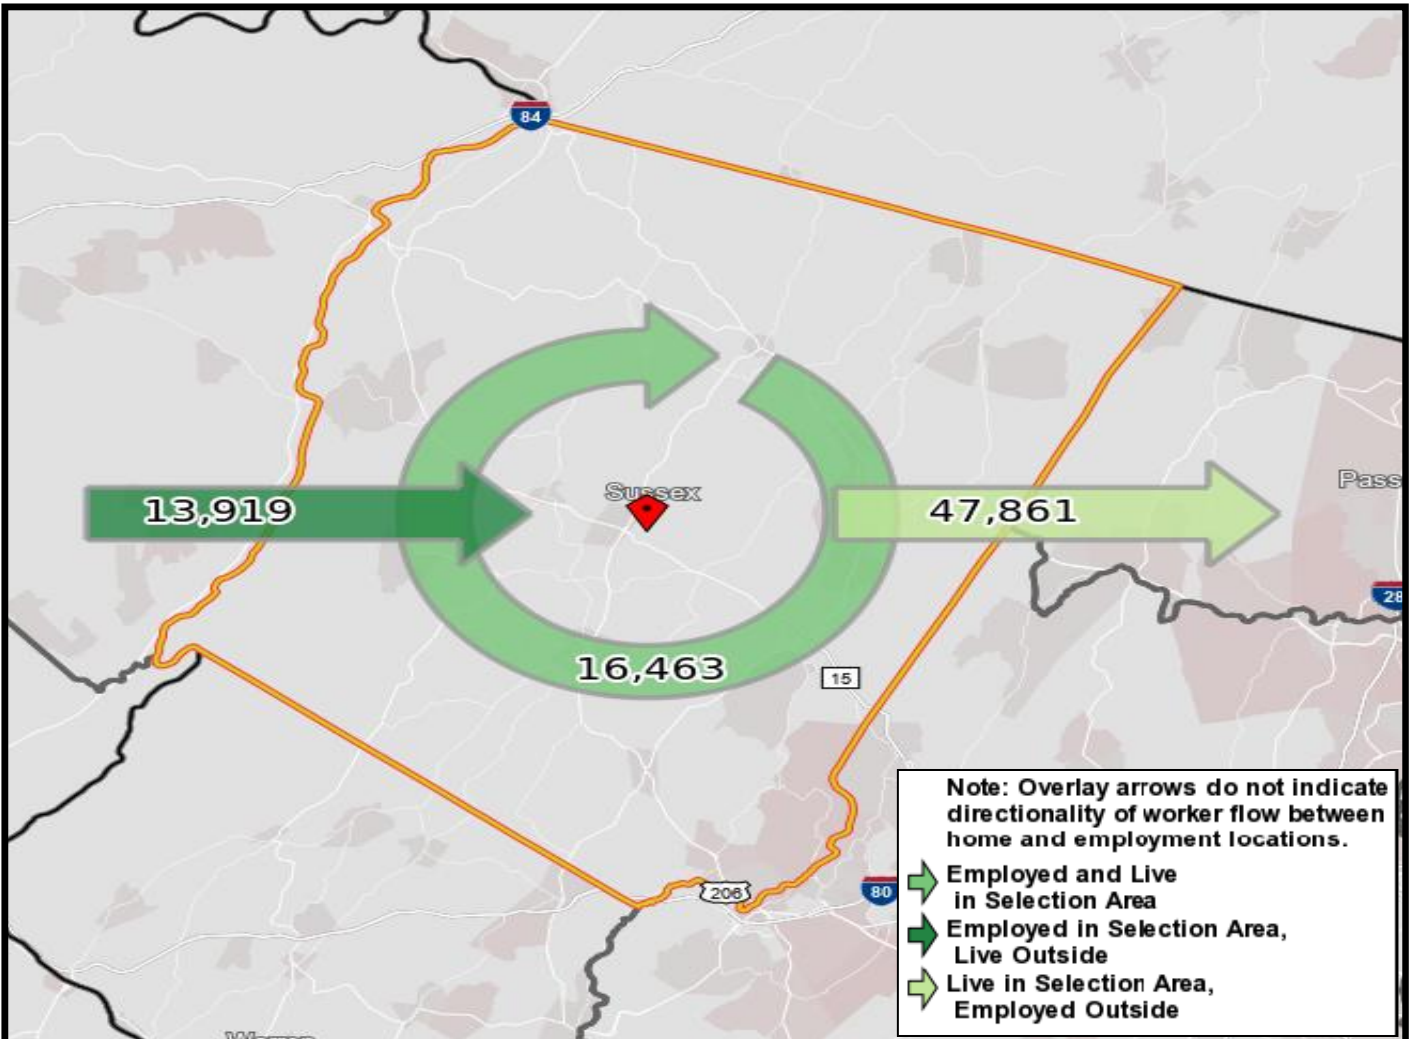 84
Sussex
Pass
13,919
47,861
28
16,463
15
206
80
Note: Overlay arrows do not indicate
directionality of worker flow between
home and employment locations.
Employed and Live
in Selection Area
Employed in Selection Area,
Live Outside
Live in Selection Area,
Employed Outside